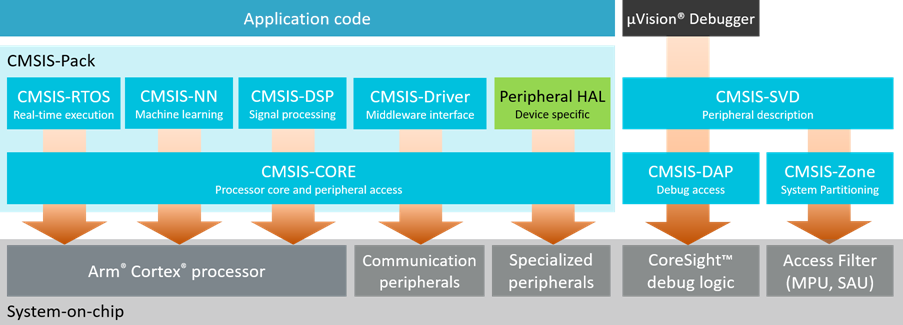 Application code
µVision® Debugger
CMSIS-Pack
CMSIS-RTOS
Real-time execution
CMSIS-NN
Machine learning
CMSIS-DSP
Signal processing
CMSIS-Driver
Middleware interface
Peripheral HAL
Device specific
CMSIS-SVD
Peripheral description
CMSIS-CORE
Processor core and peripheral access
CMSIS-DAP
Debug access
CMSIS-Zone
System Partitioning
Arm® Cortex® processor
Communication
peripherals
Specialized
peripherals
CoreSight™
debug logic
Access Filter
(MPU, SAU)
System-on-chip